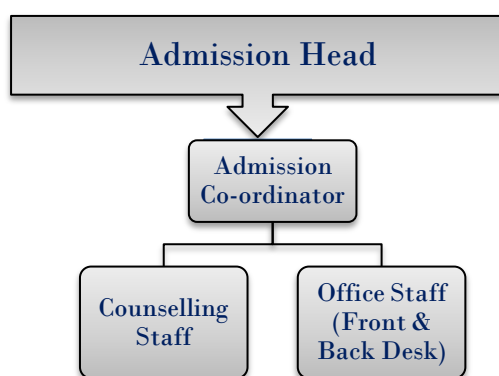 Admission Head
Admission
Co-ordinator
Counselling
Staff
Office Staff
(Front &
Back Desk)